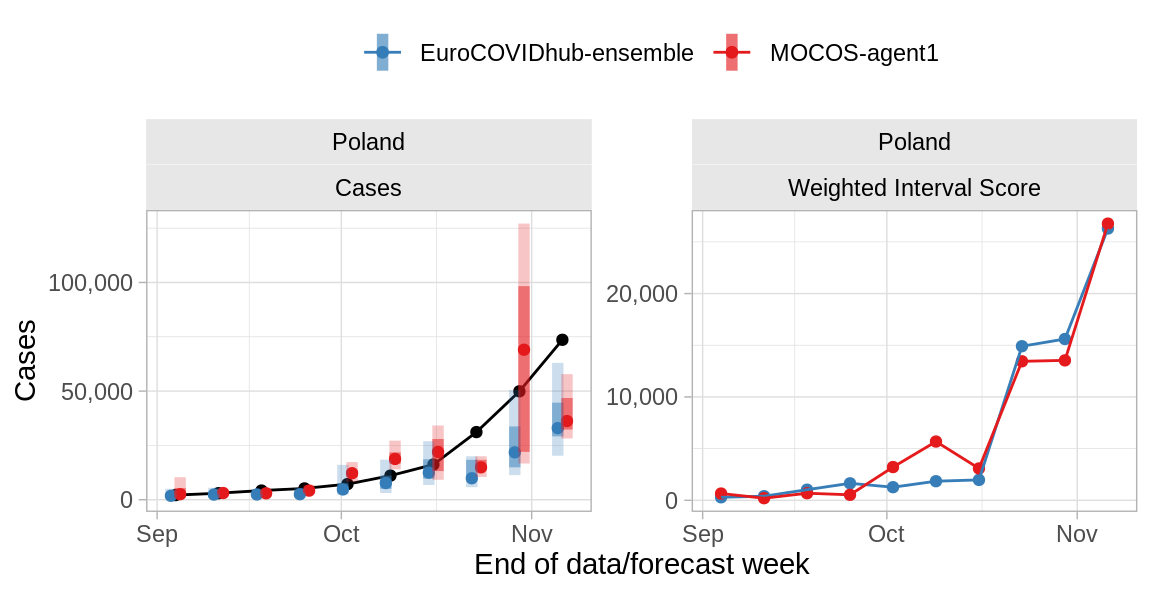 EuroCOVIDhub-ensemble MOCOS-agent1
Poland
Cases
Poland
Weighted Interval Score
Cases
100,000
50,000
0
20,000
10,000
0
Sep Oct Nov
Sep Oct Nov
End of data/forecast week